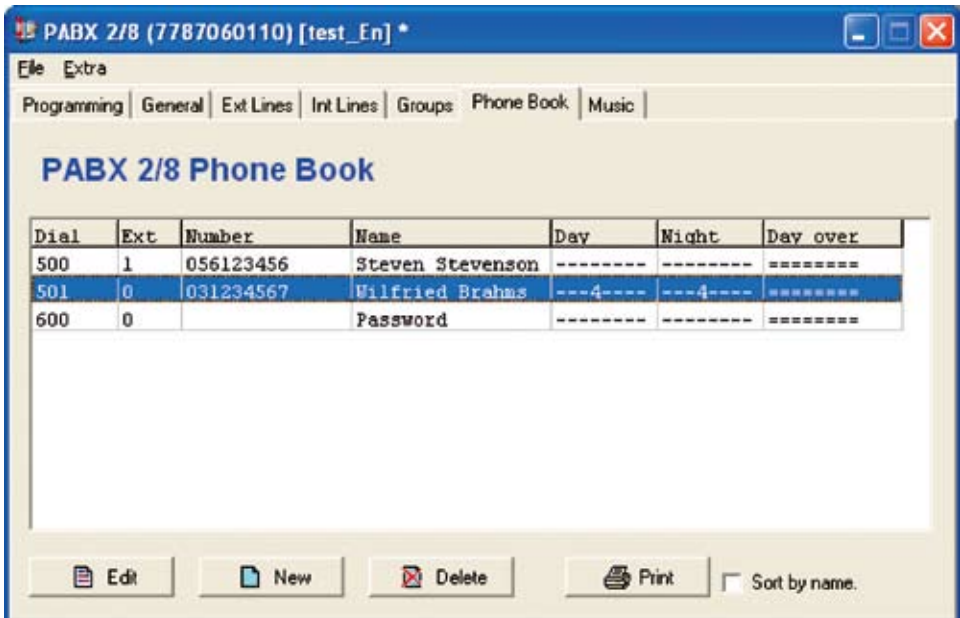 PABX 2/8 (7787060110) [test_En] *
File Extra
Programming General Ext Lines Int Lines Groups Phone Book Music
PABX 2/8 Phone Book
Dial Ext Number Name Day Night Day over
500 1 056123456 Steven Stevenson -------- -------- ========
501 0 031234567 Wilfried Brahms ---4---- ---4---- ========
600 0 Password -------- -------- ========
Edit New Delete Print Sort by name.